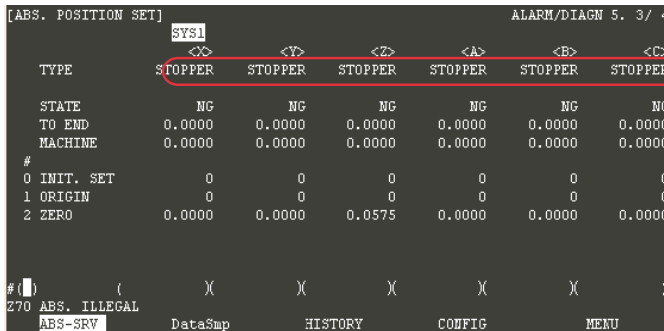 [ABS. POSITION SET] ALARM/DIAGN 5. 3/ 4
SYS1
<X> <Y> <Z> <A> <B> <C>
TYPE STOPPER STOPPER STOPPER STOPPER STOPPER STOPPER
STATE NG NG NG NG NG NG
TO END 0.0000 0.0000 0.0000 0.0000 0.0000 0.0000
MACHINE 0.0000 0.0000 0.0000 0.0000 0.0000 0.0000
#
0 INIT. SET 0 0 0 0 0 0
1 ORIGIN 0 0 0 0 0 0
2 ZERO 0.0000 0.0000 0.0575 0.0000 0.0000 0.0000
#( ) ( )( )( )( )(
Z70 ABS. ILLEGAL
ABS-SRV DataSmp HISTORY CONFIG MENU